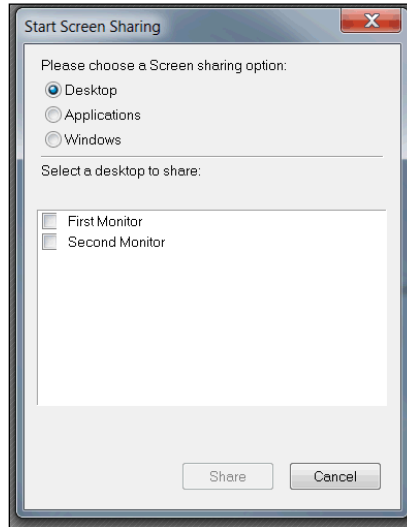 Start Screen Sharing
Please choose a Screen sharing option:
Desktop
Applications
Windows
Select a desktop to share:
First Monitor
Second Monitor
Share Cancel